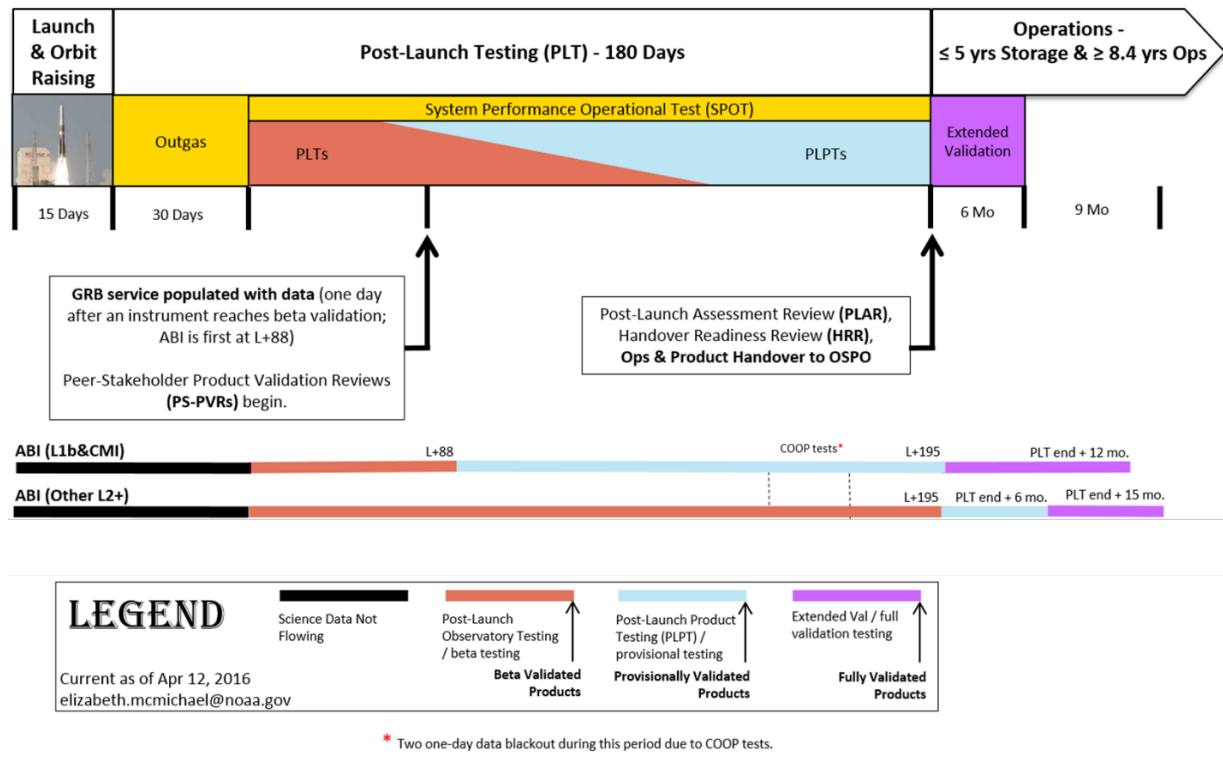 Launch
& Orbit
Raising
Post-Launch Testing (PLT) - 180 Days
Operations -
≤ 5 yrs Storage & ≥ 8.4 yrs Ops
System Performance Operational Test (SPOT)
Outgas
PLTs
PLPTs
Extended
Validation
15 Days
30 Days
6 Mo
9 Mo
GRB service populated with data (one day
after an instrument reaches beta validation;
ABI is first at L+88)
Peer-Stakeholder Product Validation Reviews
(PS-PVRs) begin.
Post-Launch Assessment Review (PLAR),
Handover Readiness Review (HRR),
Ops & Product Handover to OSPO
ABI (L1b&CMI)
L+88
COOP tests*
L+195
PLT end + 12 mo.
ABI (Other L2+)
L+195
PLT end + 6 mo.
PLT end + 15 mo.
LEGEND
Science Data Not
Flowing
Post-Launch
Observatory Testing
/ beta testing
Beta Validated
Products
Post-Launch Product
Testing (PLPT) /
provisional testing
Provisionally Validated
Products
Extended Val / full
validation testing
Fully Validated
Products
Current as of Apr 12, 2016
elizabeth.mcmichael@noaa.gov
* Two one-day data blackout during this period due to COOP tests.